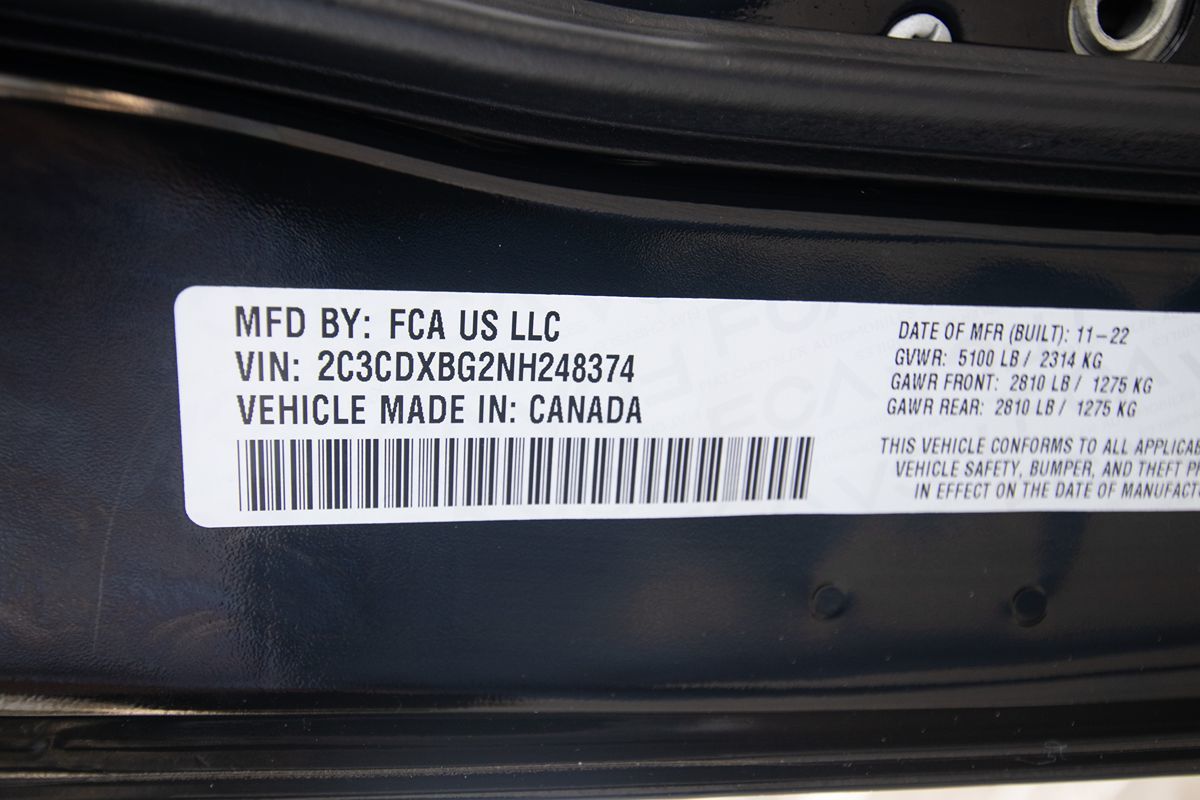 MFD BY: FCA US LLC
VIN: 2C3CDXBG2NH248374
VEHICLE MADE IN: CANADA
DATE OF MFR (BUILT): 11-22
GVWR: 5100 LB / 2314 KG
GAWR FRONT: 2810 LB / 1275 KG
GAWR REAR: 2810 LB / 1275 KG
THIS VEHICLE CONFORMS TO ALL APPLICAB
VEHICLE SAFETY, BUMPER, AND THEFT P
IN EFFECT ON THE DATE OF MANUFACT